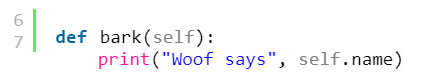 6
7 def bark(self):
print("Woof says", self.name)